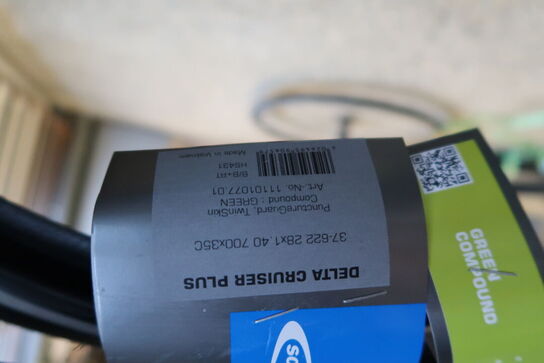 DELTA CRUISER PLUS
37-622 28x1.40 700x35C
PunctureGuard, TwinSkin
Compound : GREEN
Art.-No. 11101077.01
B/B+RT
HS431
Made in Vietnam
GREEN
COMPOUND